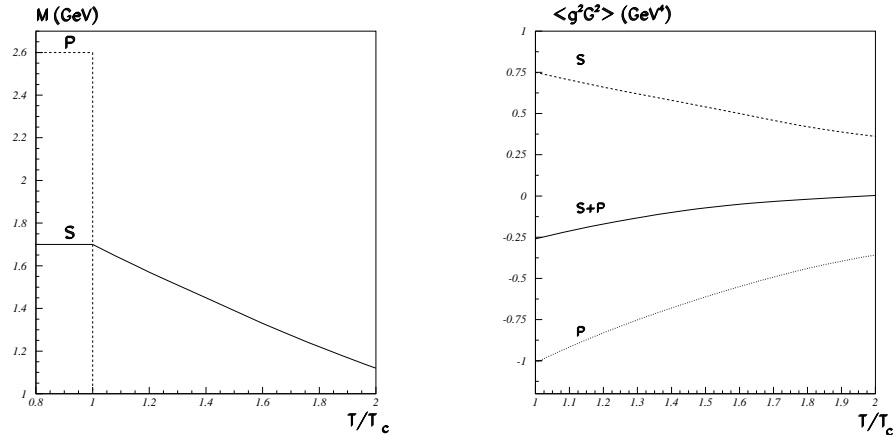 M (GeV)
P
2.6
2.4
2.2
2
1.8
S
1.6
1.4
1.2
1
0.8 1 1.2 1.4 1.6 1.8 2
T/T_c
<g²G²> (GeV⁴)
1
S
0.75
0.5
0.25
0
S+P
-0.25
-0.5
-0.75
P
-1
1 1.1 1.2 1.3 1.4 1.5 1.6 1.7 1.8 1.9 2
T/T_c